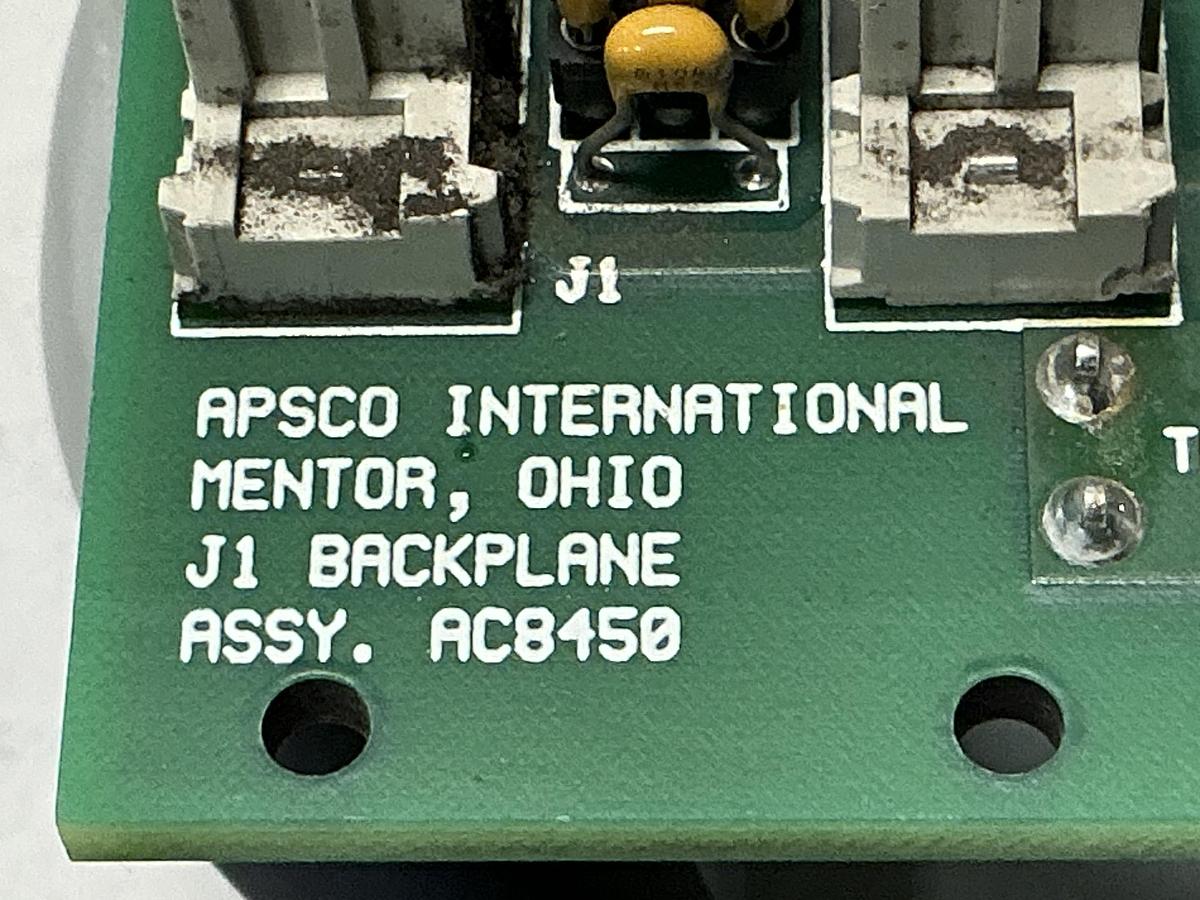 J1
APSCO INTERNATIONAL
MENTOR, OHIO
J1 BACKPLANE
ASSY. AC8450
T